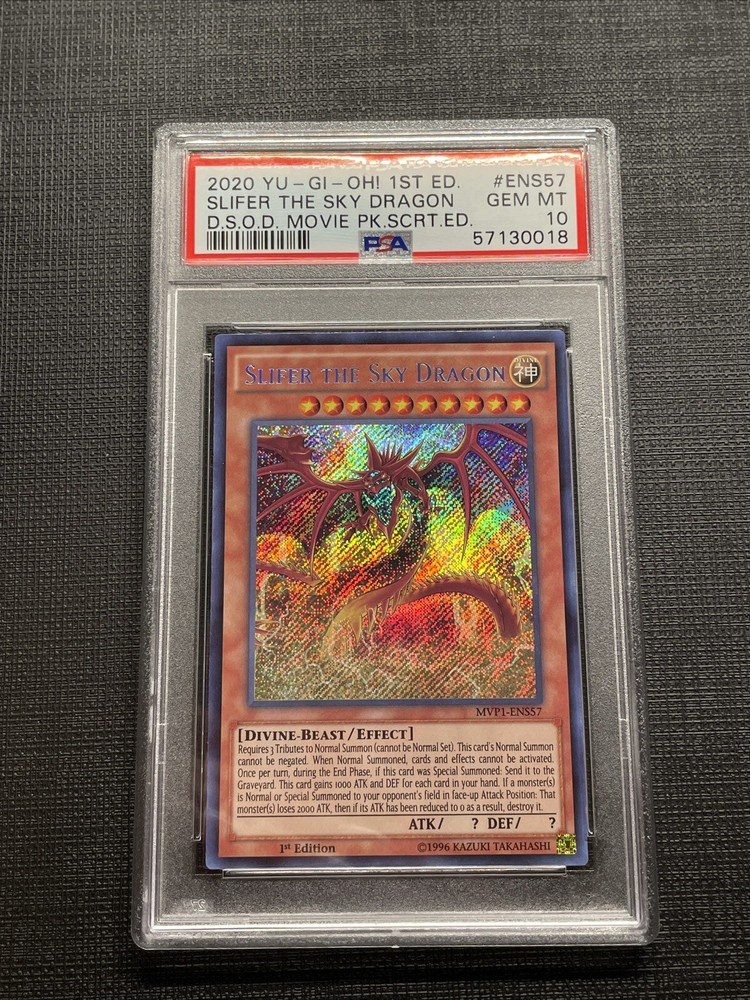 2020 YU-GI-OH! 1ST ED. #ENS57
SLIFER THE SKY DRAGON GEM MT
D.S.O.D. MOVIE PK.SCRT.ED. 10
PSA 57130018
SLIFER THE SKY DRAGON
DIVINE
神
MVP1-ENS57
[DIVINE-BEAST/EFFECT]
Requires 3 Tributes to Normal Summon (cannot be Normal Set). This card's Normal Summon
cannot be negated. When Normal Summoned, cards and effects cannot be activated.
Once per turn, during the End Phase, if this card was Special Summoned: Send it to the
Graveyard. This card gains 1000 ATK and DEF for each card in your hand. If a monster(s)
is Normal or Special Summoned to your opponent's field in face-up Attack Position: That
monster(s) loses 2000 ATK, then if its ATK has been reduced to 0 as a result, destroy it.
ATK/ ? DEF/ ?
1st Edition ©1996 KAZUKI TAKAHASHI